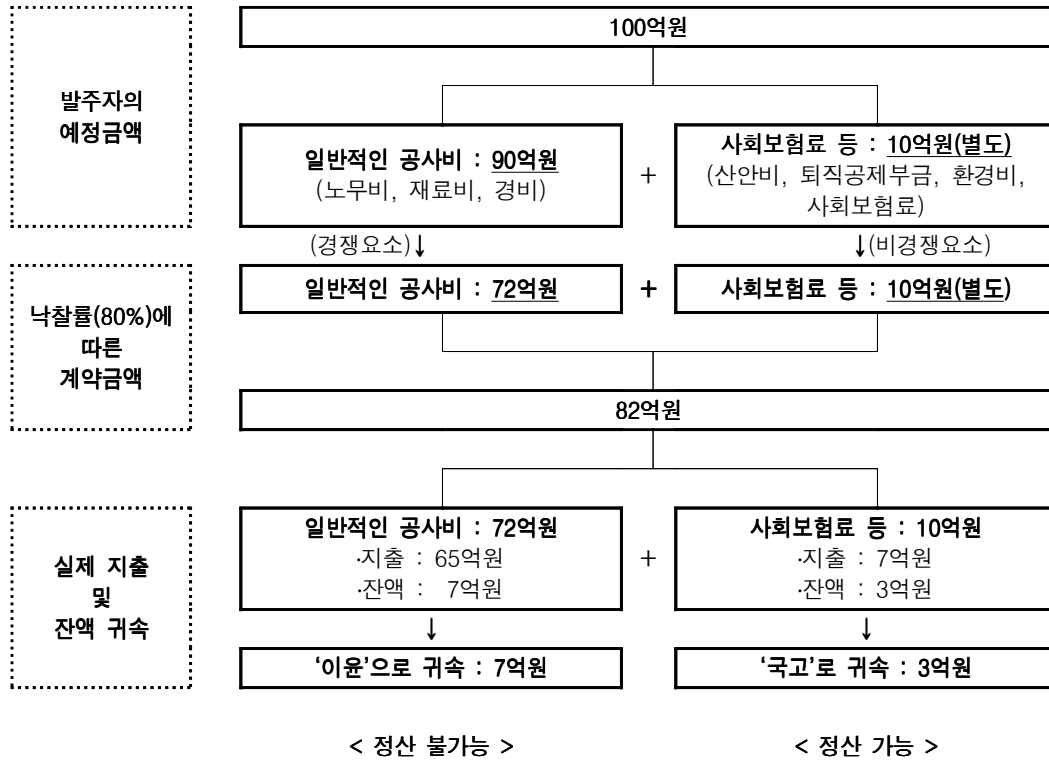 100억원
발주자의
예정금액
일반적인 공사비 : 90억원
(노무비, 재료비, 경비)
+
사회보험료 등 : 10억원(별도)
(산안비, 퇴직공제부금, 환경비,
사회보험료)
(경쟁요소)↓
↓(비경쟁요소)
낙찰률(80%)에
따른
계약금액
일반적인 공사비 : 72억원
+
사회보험료 등 : 10억원(별도)
82억원
실제 지출
및
잔액 귀속
일반적인 공사비 : 72억원
·지출 : 65억원
·잔액 : 7억원
+
사회보험료 등 : 10억원
·지출 : 7억원
·잔액 : 3억원
↓
↓
‘이윤’으로 귀속 : 7억원
‘국고’로 귀속 : 3억원
< 정산 불가능 >
< 정산 가능 >